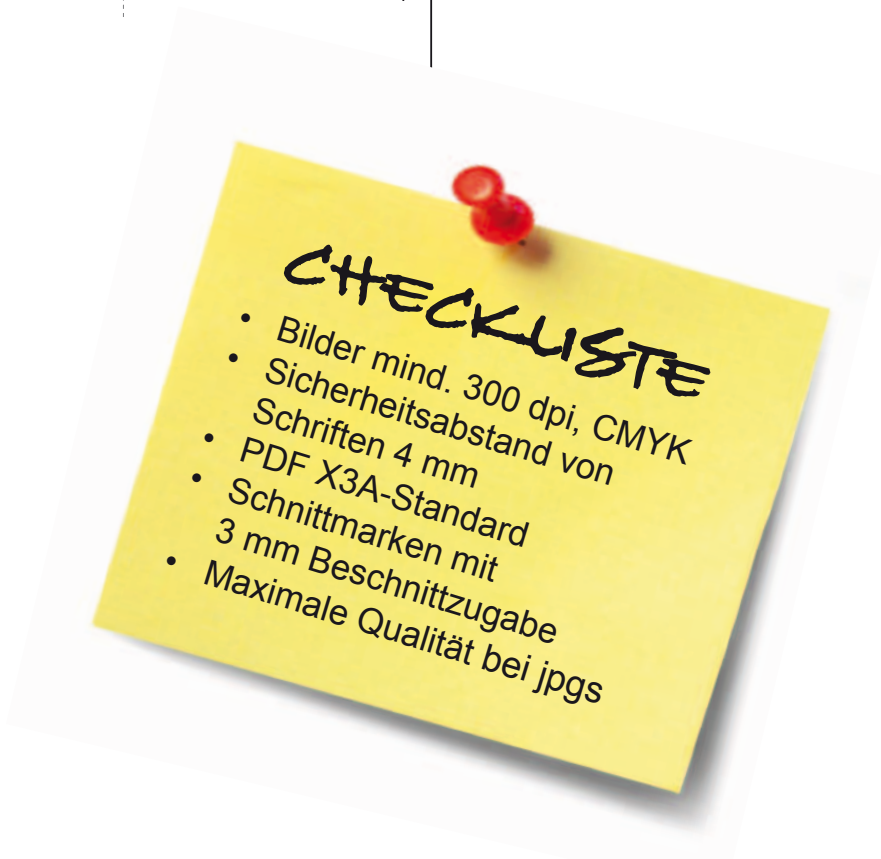 CHECKLISTE
• Bilder mind. 300 dpi, CMYK
• Sicherheitsabstand von
Schriften 4 mm
• PDF X3A-Standard
• Schnittmarken mit
3 mm Beschnittzugabe
• Maximale Qualität bei jpgs